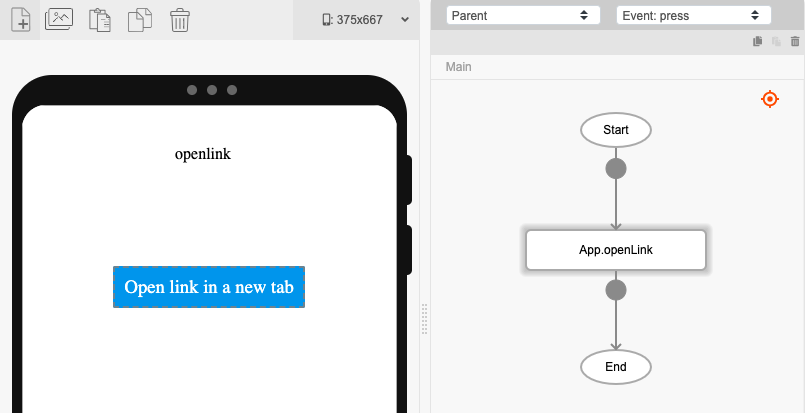 375x667
Parent
Event: press
Main
openlink
Start
App.openLink
Open link in a new tab
End